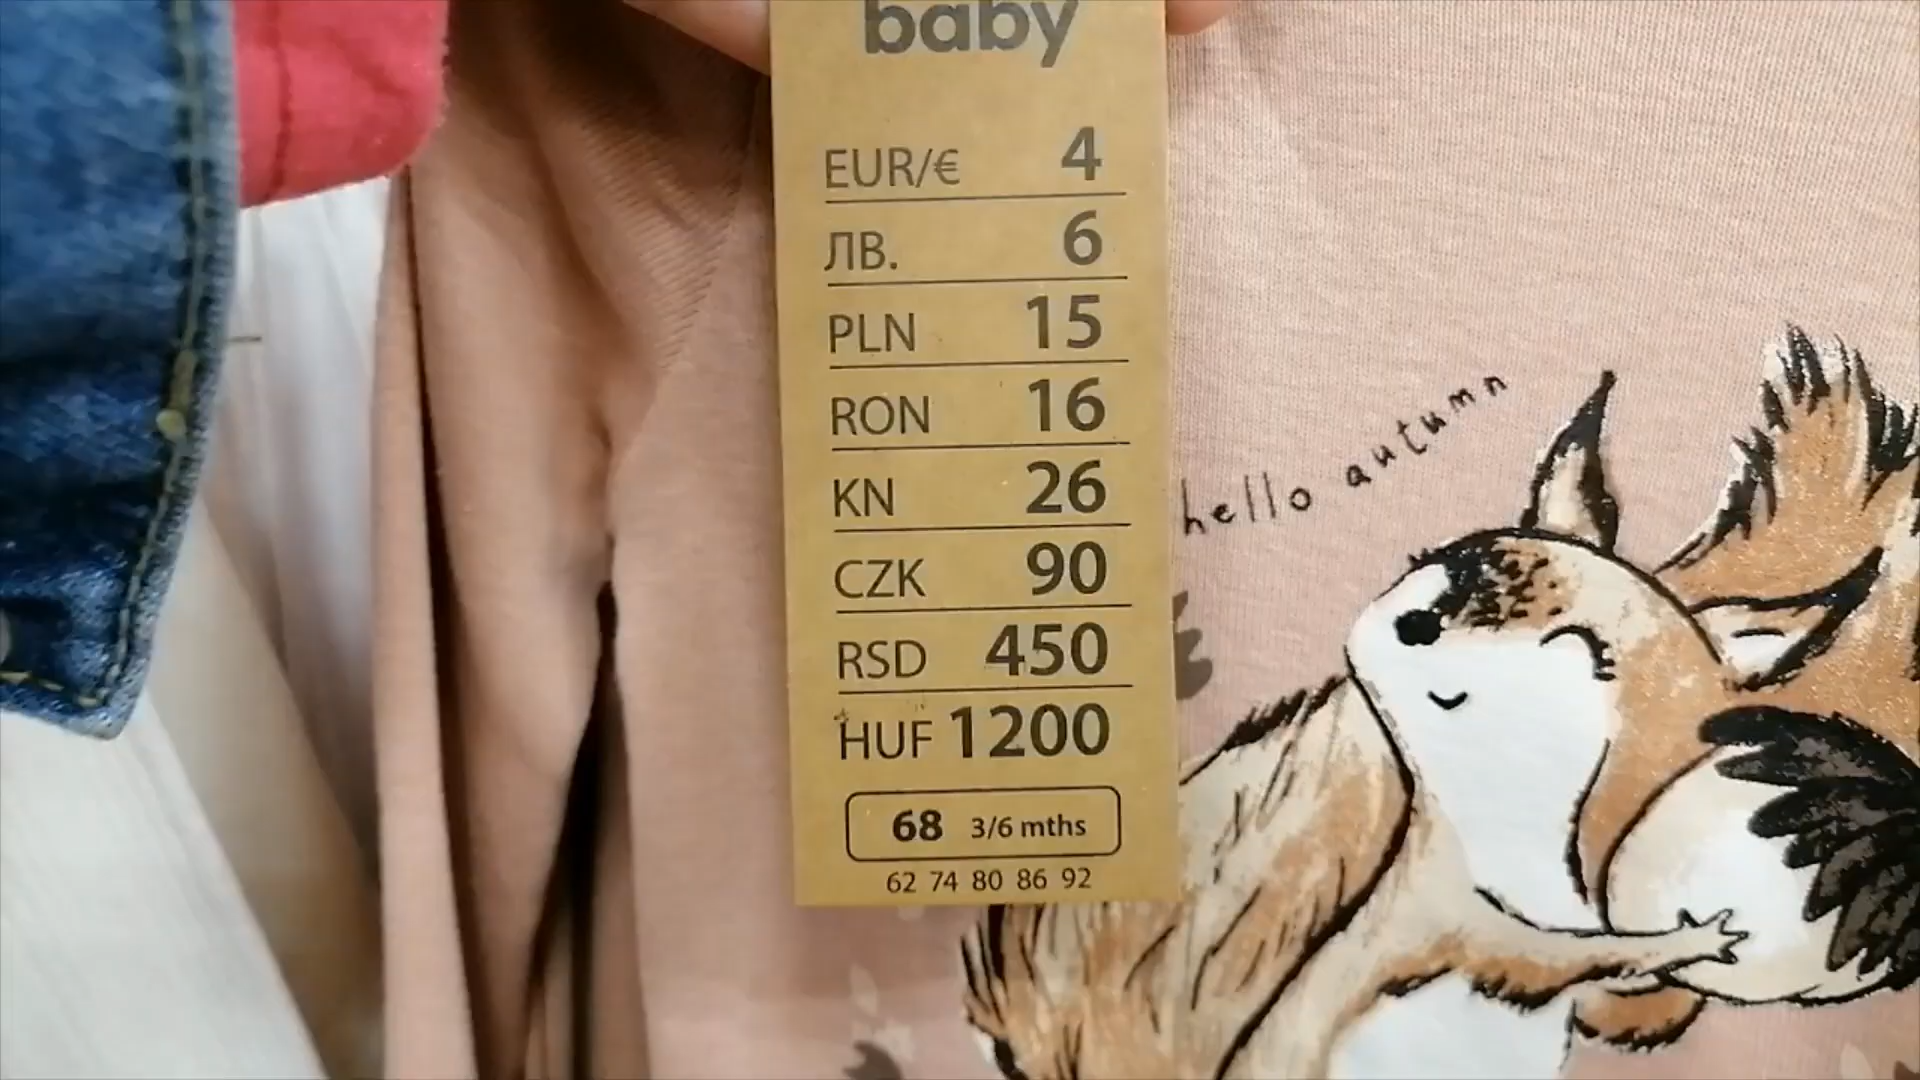 baby
EUR/€ 4
ЛВ. 6
PLN 15
RON 16
KN 26
CZK 90
RSD 450
HUF 1200
68 3/6 mths
62 74 80 86 92
hello autumn